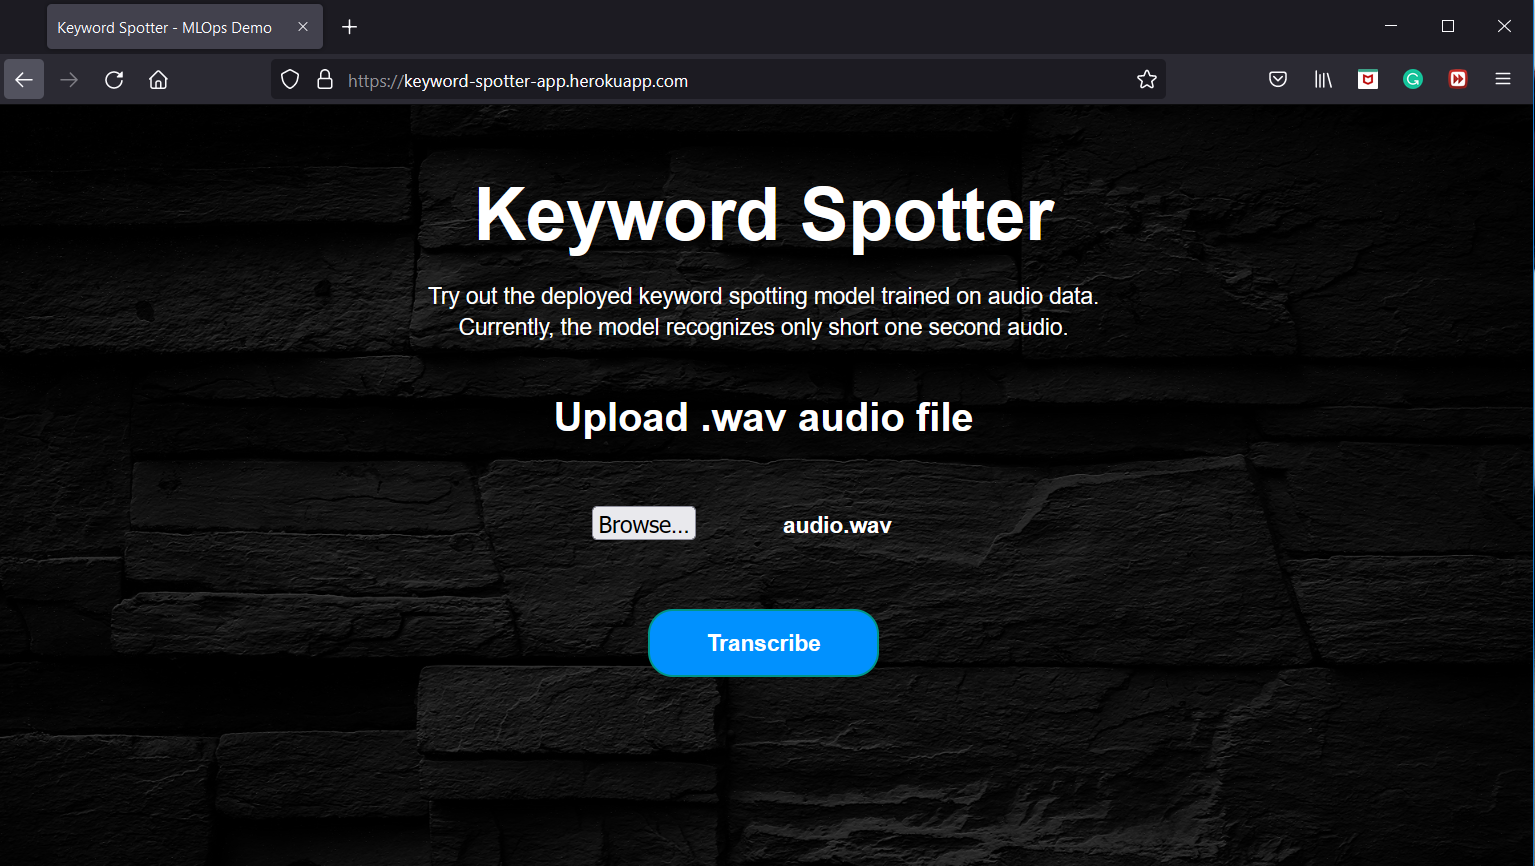 Keyword Spotter - MLOps Demo
https://keyword-spotter-app.herokuapp.com
Keyword Spotter
Try out the deployed keyword spotting model trained on audio data.
Currently, the model recognizes only short one second audio.
Upload .wav audio file
Browse... audio.wav
Transcribe